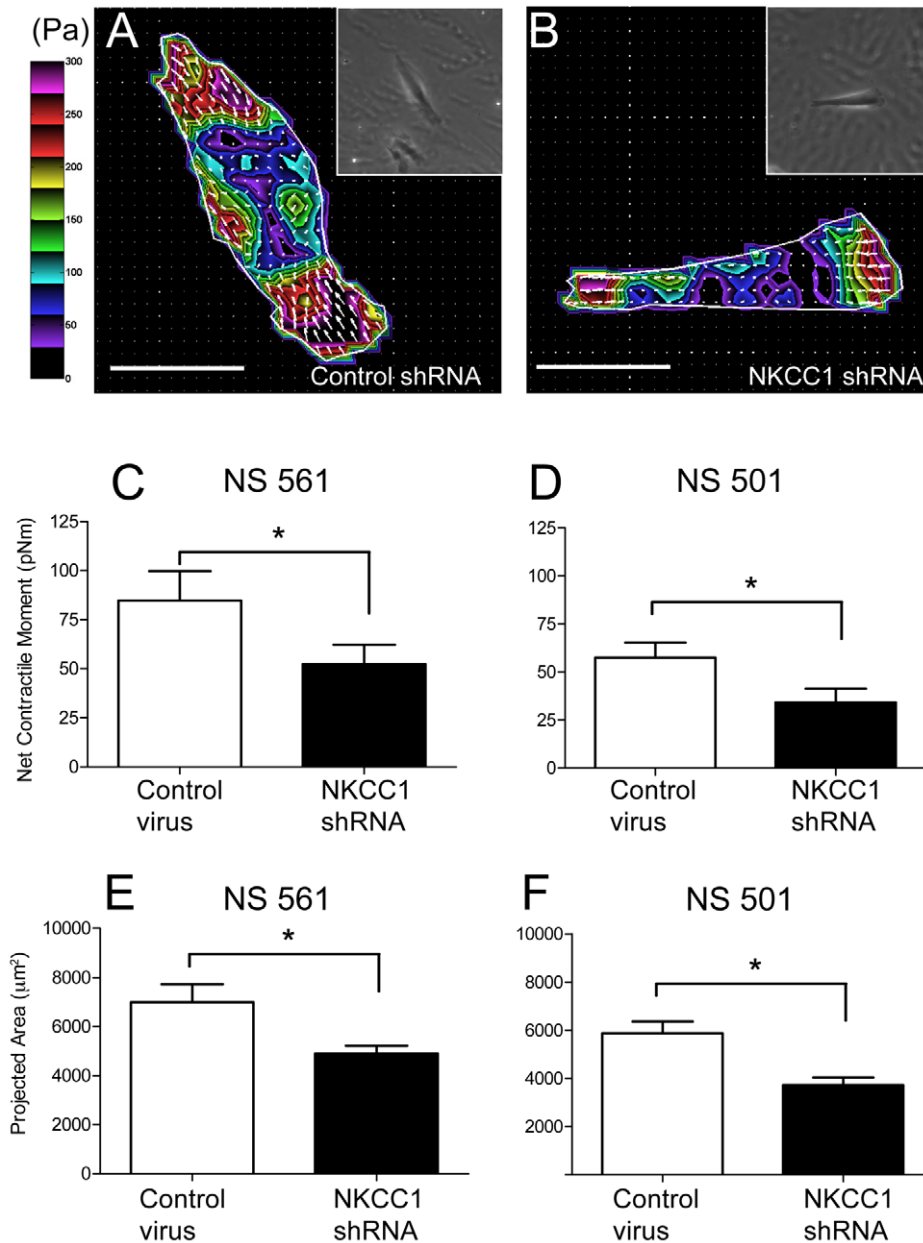 (Pa)
300
250
200
150
100
50
0
A
Control shRNA
B
NKCC1 shRNA
C
NS 561
Net Contractile Moment (pNm)
125
100
75
50
25
0
*
Control
virus
NKCC1
shRNA
D
NS 501
125
100
75
50
25
0
*
Control
virus
NKCC1
shRNA
E
NS 561
Projected Area (µm²)
10000
8000
6000
4000
2000
0
*
Control
virus
NKCC1
shRNA
F
NS 501
10000
8000
6000
4000
2000
0
*
Control
virus
NKCC1
shRNA